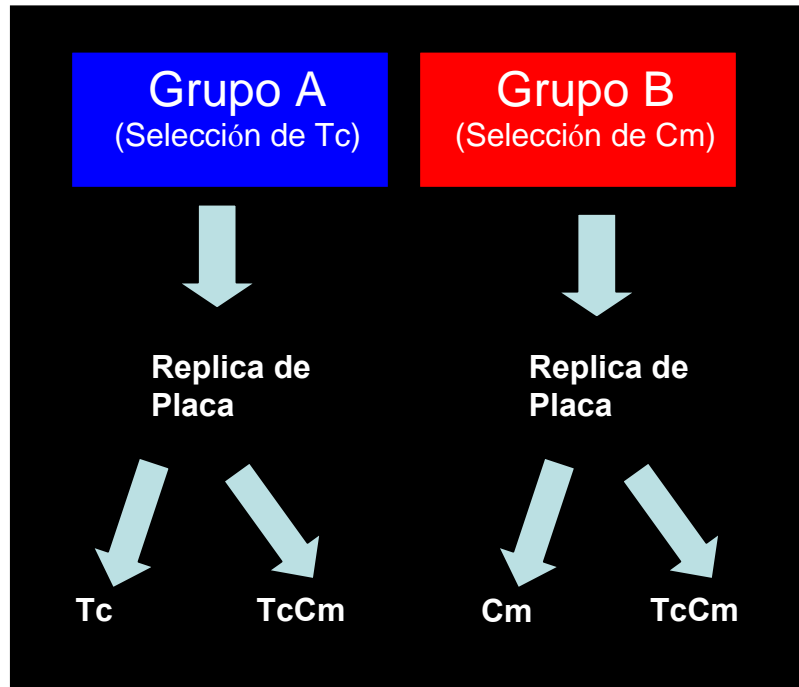 Grupo A
(Selección de Tc)
Grupo B
(Selección de Cm)
Replica de
Placa
Replica de
Placa
Tc
TcCm
Cm
TcCm